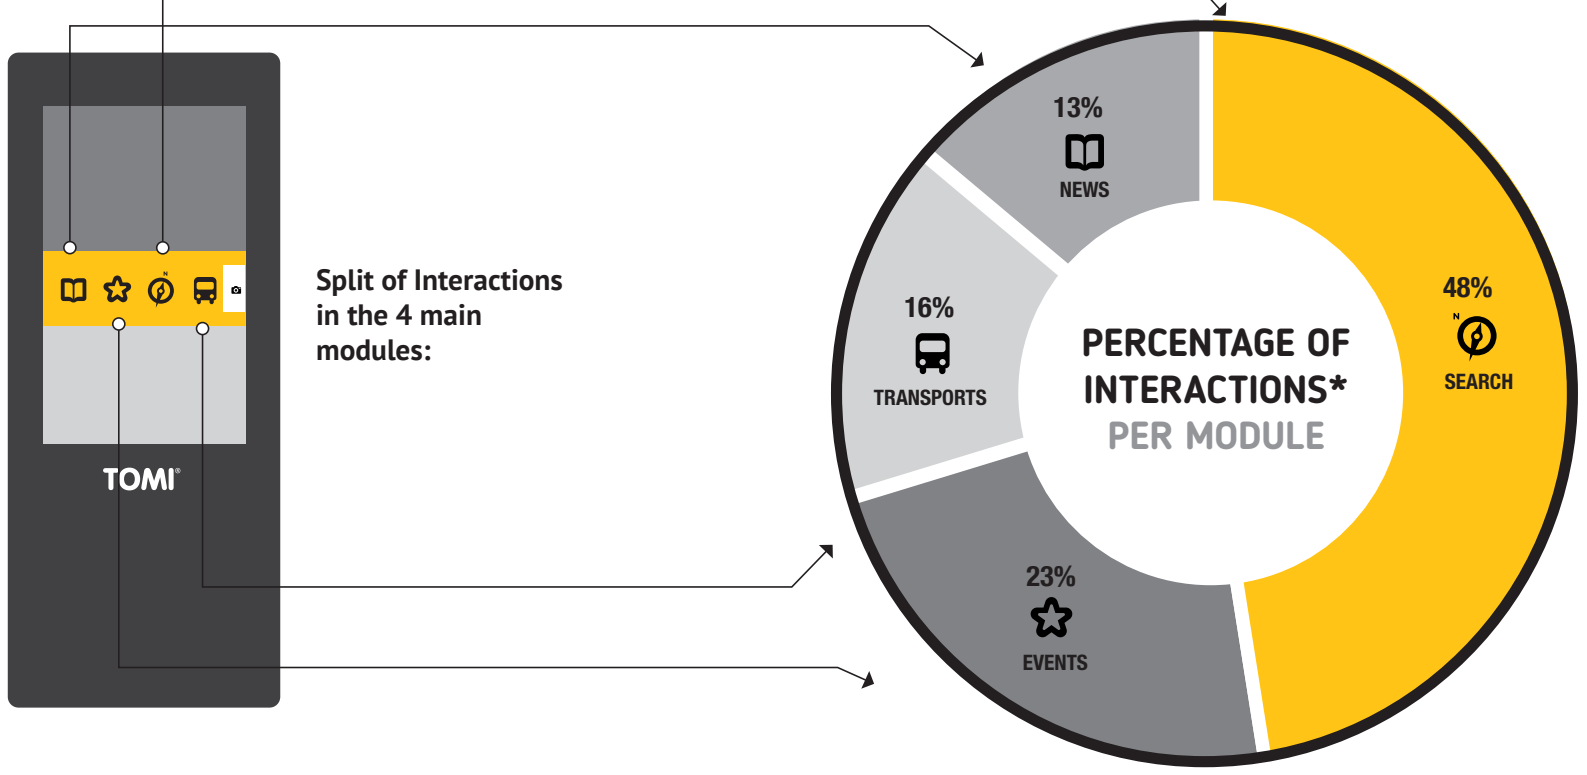 N
TOMI®
Split of Interactions
in the 4 main
modules:
13%
NEWS
16%
TRANSPORTS
23%
EVENTS
48%
N
SEARCH
PERCENTAGE OF
INTERACTIONS*
PER MODULE